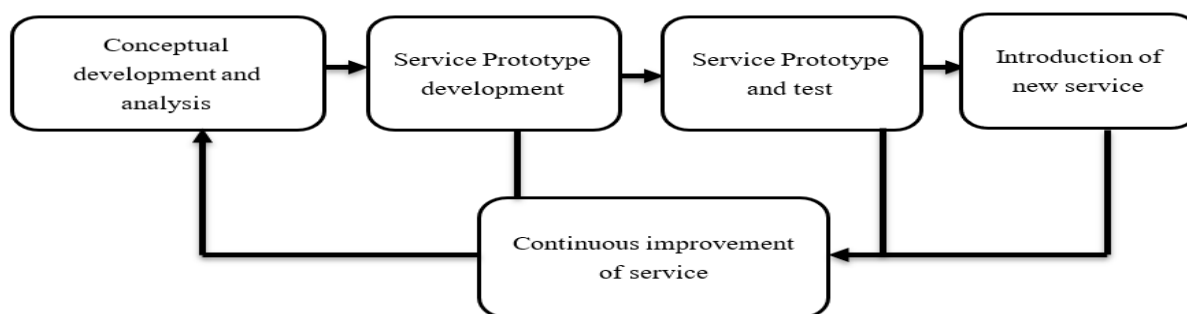 Conceptual
development and
analysis
Service Prototype
development
Service Prototype
and test
Introduction of
new service
Continuous improvement
of service